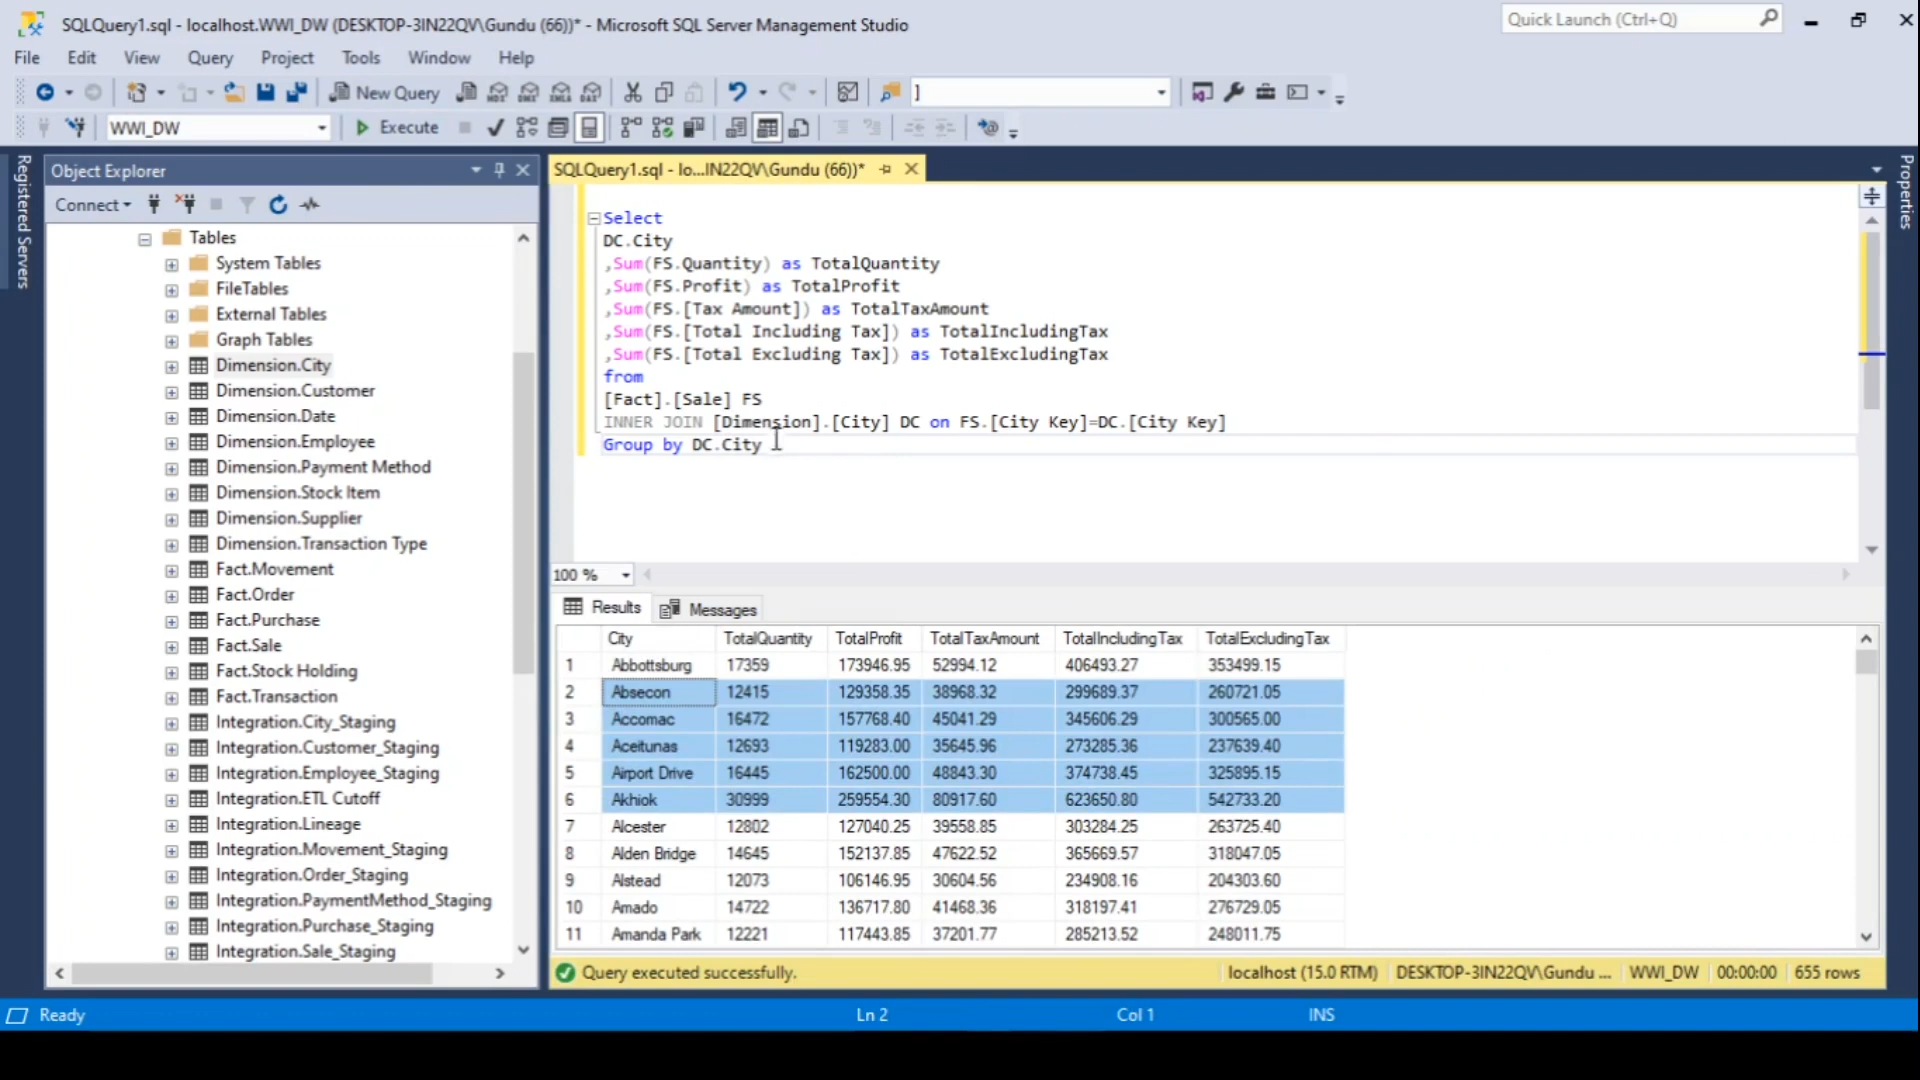 SQLQuery1.sql - localhost.WWI_DW (DESKTOP-3IN22QV\Gundu (66))* - Microsoft SQL Server Management Studio
Quick Launch (Ctrl+Q)
File Edit View Query Project Tools Window Help
New Query ]
WWI_DW Execute
Registered Servers
Object Explorer
Connect
Tables
System Tables
FileTables
External Tables
Graph Tables
Dimension.City
Dimension.Customer
Dimension.Date
Dimension.Employee
Dimension.Payment Method
Dimension.Stock Item
Dimension.Supplier
Dimension.Transaction Type
Fact.Movement
Fact.Order
Fact.Purchase
Fact.Sale
Fact.Stock Holding
Fact.Transaction
Integration.City_Staging
Integration.Customer_Staging
Integration.Employee_Staging
Integration.ETL Cutoff
Integration.Lineage
Integration.Movement_Staging
Integration.Order_Staging
Integration.PaymentMethod_Staging
Integration.Purchase_Staging
Integration.Sale_Staging
SQLQuery1.sql - lo...IN22QV\Gundu (66))*
Select
DC.City
,Sum(FS.Quantity) as TotalQuantity
,Sum(FS.Profit) as TotalProfit
,Sum(FS.[Tax Amount]) as TotalTaxAmount
,Sum(FS.[Total Including Tax]) as TotalIncludingTax
,Sum(FS.[Total Excluding Tax]) as TotalExcludingTax
from
[Fact].[Sale] FS
INNER JOIN [Dimension].[City] DC on FS.[City Key]=DC.[City Key]
Group by DC.City
100 %
Results Messages
City TotalQuantity TotalProfit TotalTaxAmount TotalIncludingTax TotalExcludingTax
1 Abbottsburg 17359 173946.95 52994.12 406493.27 353499.15
2 Absecon 12415 129358.35 38968.32 299689.37 260721.05
3 Accomac 16472 157768.40 45041.29 345606.29 300565.00
4 Aceitunas 12693 119283.00 35645.96 273285.36 237639.40
5 Airport Drive 16445 162500.00 48843.30 374738.45 325895.15
6 Akhiok 30999 259554.30 80917.60 623650.80 542733.20
7 Alcester 12802 127040.25 39558.85 303284.25 263725.40
8 Alden Bridge 14645 152137.85 47622.52 365669.57 318047.05
9 Alstead 12073 106146.95 30604.56 234908.16 204303.60
10 Amado 14722 136717.80 41468.36 318197.41 276729.05
11 Amanda Park 12221 117443.85 37201.77 285213.52 248011.75
Query executed successfully. localhost (15.0 RTM) DESKTOP-3IN22QV\Gundu ... WWI_DW 00:00:00 655 rows
Properties
Ready Ln 2 Col 1 INS